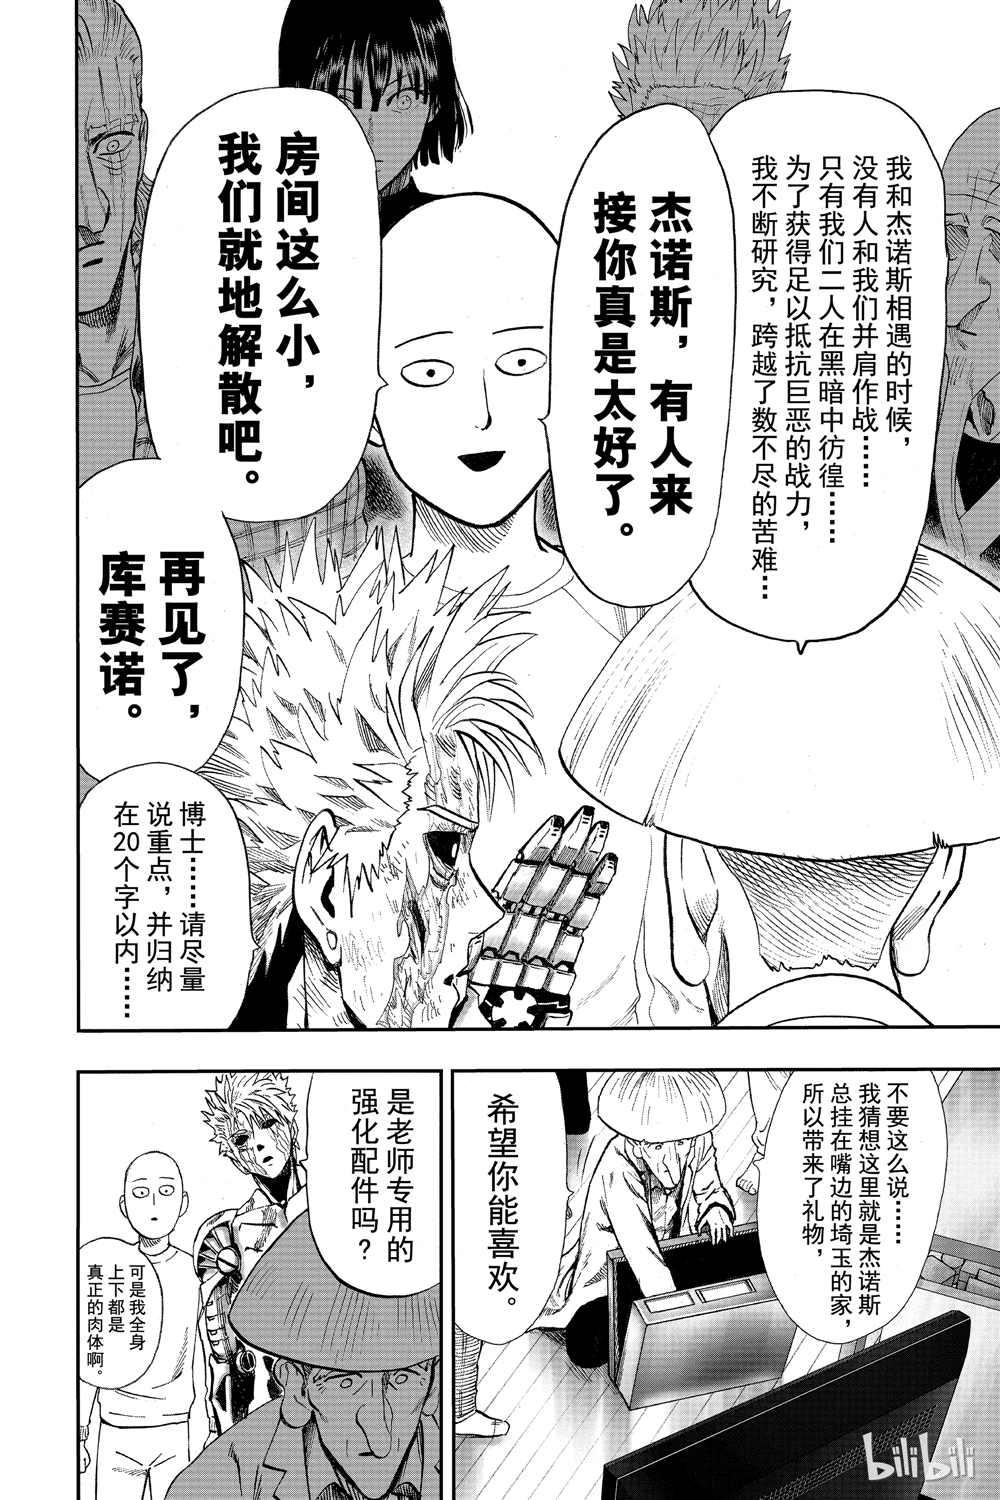 我和杰诺斯相遇的时候，
没有人和我们并肩作战……
只有我们二人在黑暗中彷徨……
为了获得足以抵抗巨恶的战力，
我不断研究，跨越了数不尽的苦难…
杰诺斯，有人来
接你真是太好了。
房间这么小，
我们就地解散吧。
再见了，
库赛诺。
博士……请尽量
说重点，并归纳
在20个字以内……
不要这么说……
我猜想这里就是杰诺斯
总挂在嘴边的埼玉的家，
所以带来了礼物，
希望你能喜欢。
是老师专用的
强化配件吗？
可是我全身
上下都是
真正的肉体啊。
bilibili